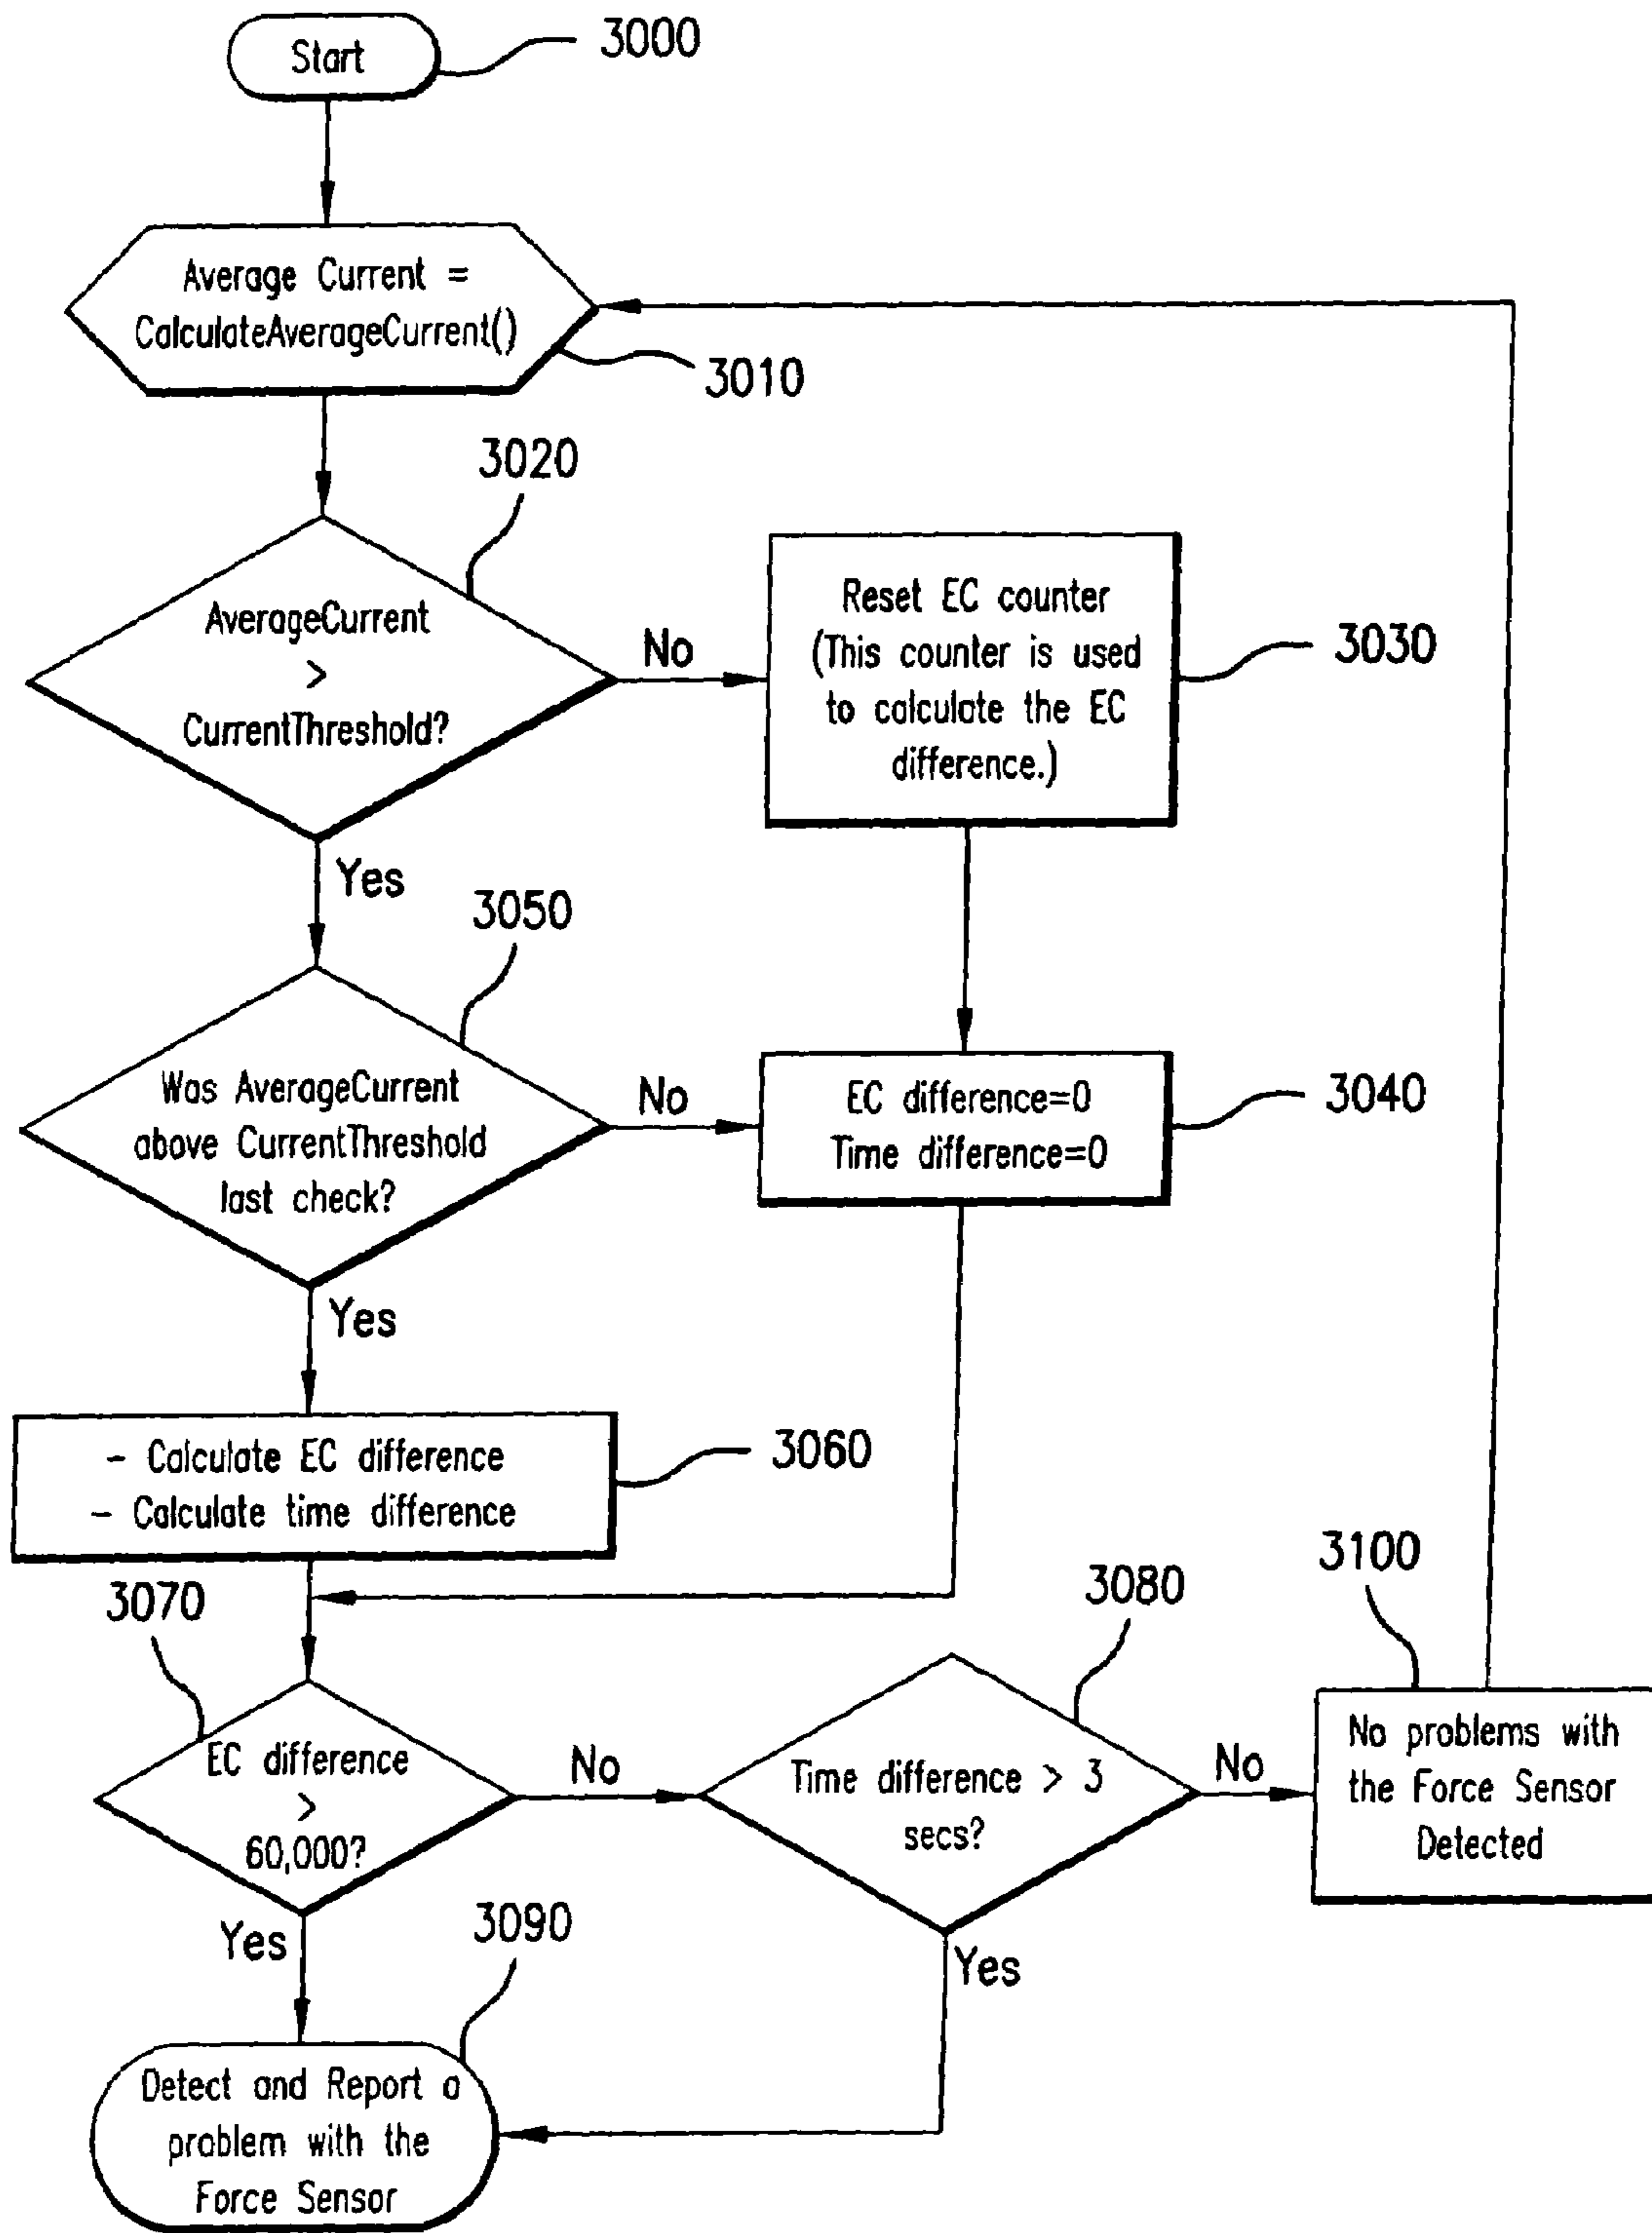 Start
3000
Average Current =
CalculateAverageCurrent()
3010
3020
AverageCurrent
>
CurrentThreshold?
No
Reset EC counter
(This counter is used
to calculate the EC
difference.)
3030
Yes
3050
Was AverageCurrent
above CurrentThreshold
last check?
No
EC difference=0
Time difference=0
3040
Yes
- Calculate EC difference
- Calculate time difference
3060
3070
EC difference
>
60,000?
No
3080
Time difference > 3
secs?
No
3100
No problems with
the Force Sensor
Detected
Yes
3090
Yes
Detect and Report a
problem with the
Force Sensor